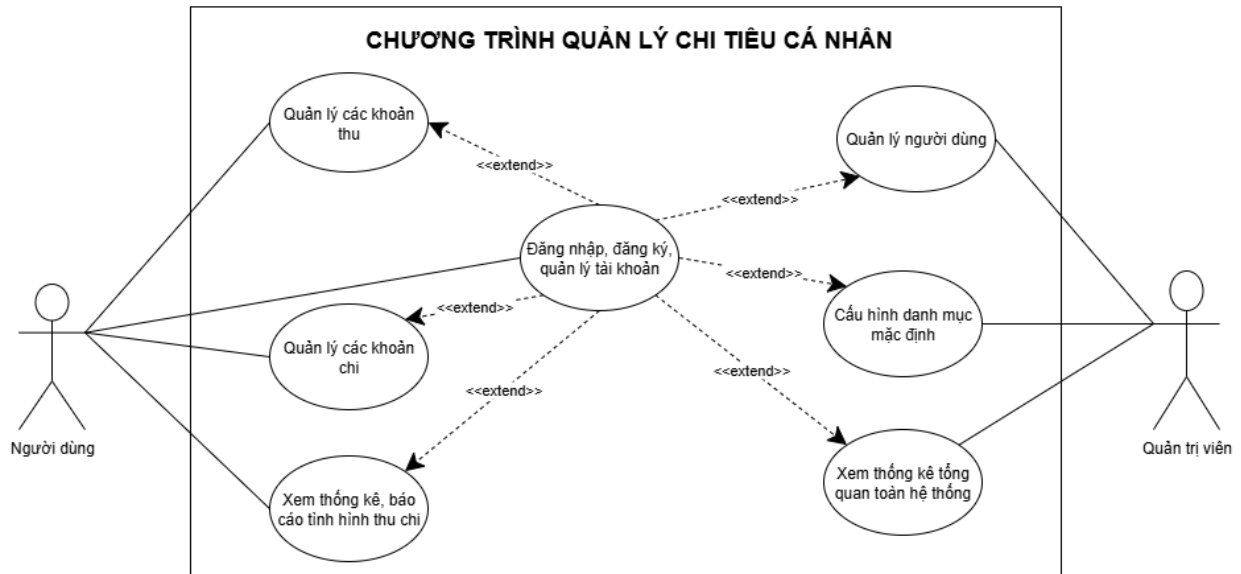 CHƯƠNG TRÌNH QUẢN LÝ CHI TIÊU CÁ NHÂN
Quản lý các khoản
thu
Quản lý người dùng
<<extend>>
<<extend>>
Đăng nhập, đăng ký,
quản lý tài khoản
<<extend>>
<<extend>>
Quản lý các khoản
chi
Cấu hình danh mục
mặc định
<<extend>>
<<extend>>
Người dùng
Quản trị viên
Xem thống kê, báo
cáo tình hình thu chi
Xem thống kê tổng
quan toàn hệ thống